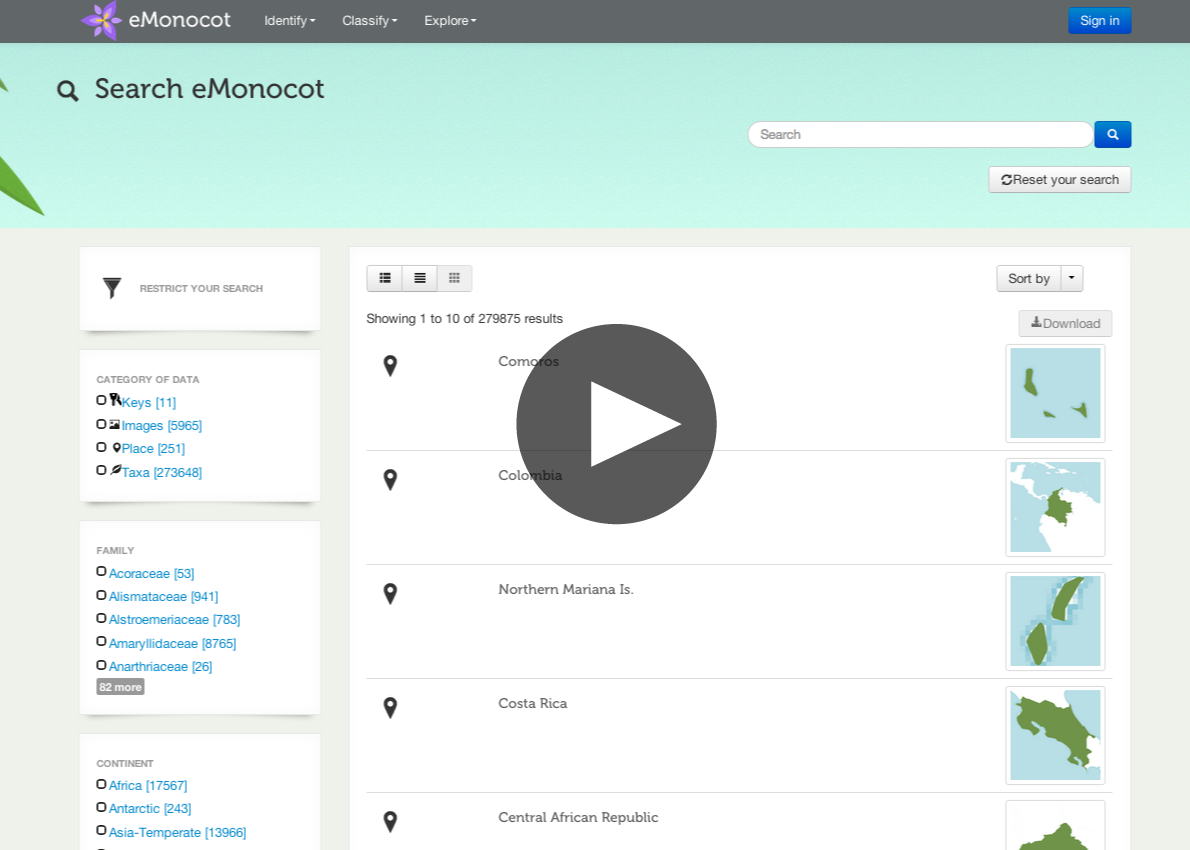 eMonocot Identify Classify Explore Sign in
Search eMonocot
Search
Reset your search
RESTRICT YOUR SEARCH
CATEGORY OF DATA
Keys [11]
Images [5965]
Place [251]
Taxa [273648]
FAMILY
Acoraceae [53]
Alismataceae [941]
Alstroemeriaceae [783]
Amaryllidaceae [8765]
Anarthriaceae [26]
82 more
CONTINENT
Africa [17567]
Antarctic [243]
Asia-Temperate [13966]
Sort by
Showing 1 to 10 of 279875 results
Download
Comoros
Colombia
Northern Mariana Is.
Costa Rica
Central African Republic